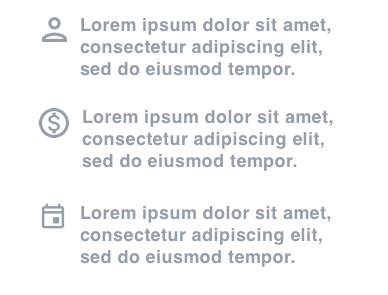 Lorem ipsum dolor sit amet,
consectetur adipiscing elit,
sed do eiusmod tempor.
Lorem ipsum dolor sit amet,
consectetur adipiscing elit,
sed do eiusmod tempor.
Lorem ipsum dolor sit amet,
consectetur adipiscing elit,
sed do eiusmod tempor.